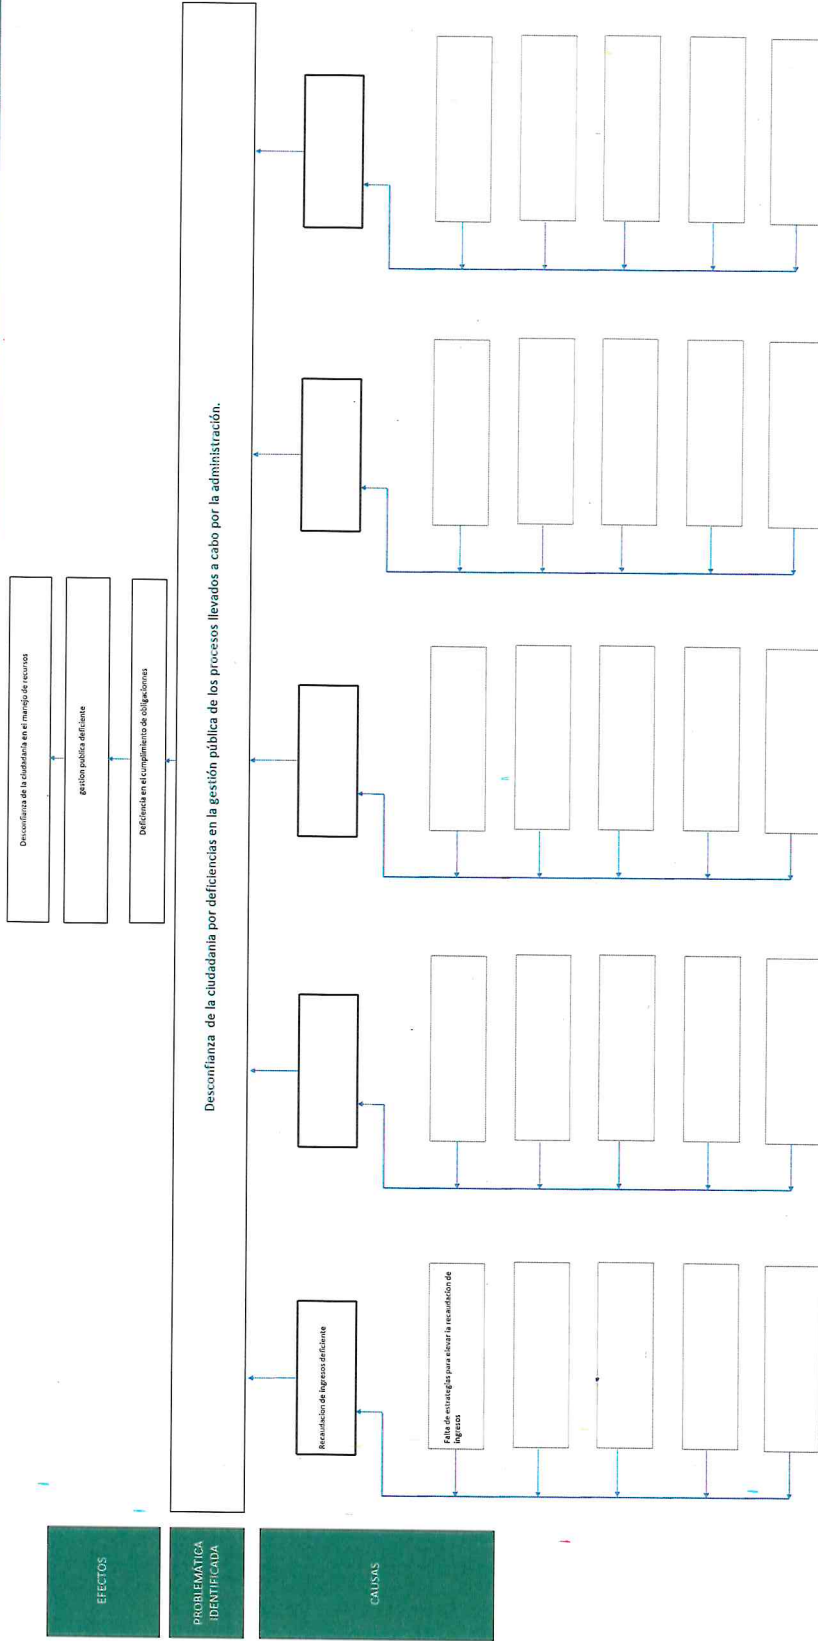 EFECTOS
Desconfianza de la ciudadania en el manejo de recursos
gestion publica deficiente
Deficiencia en el cumplimiento de obligacionnes
PROBLEMÁTICA
IDENTIFICADA
Desconfianza de la ciudadania por deficiencias en la gestión pública de los procesos llevados a cabo por la administración.
CAUSAS
Recaudacion de ingresos deficiente
Falta de estrategias para elevar la recaudacion de
ingresos